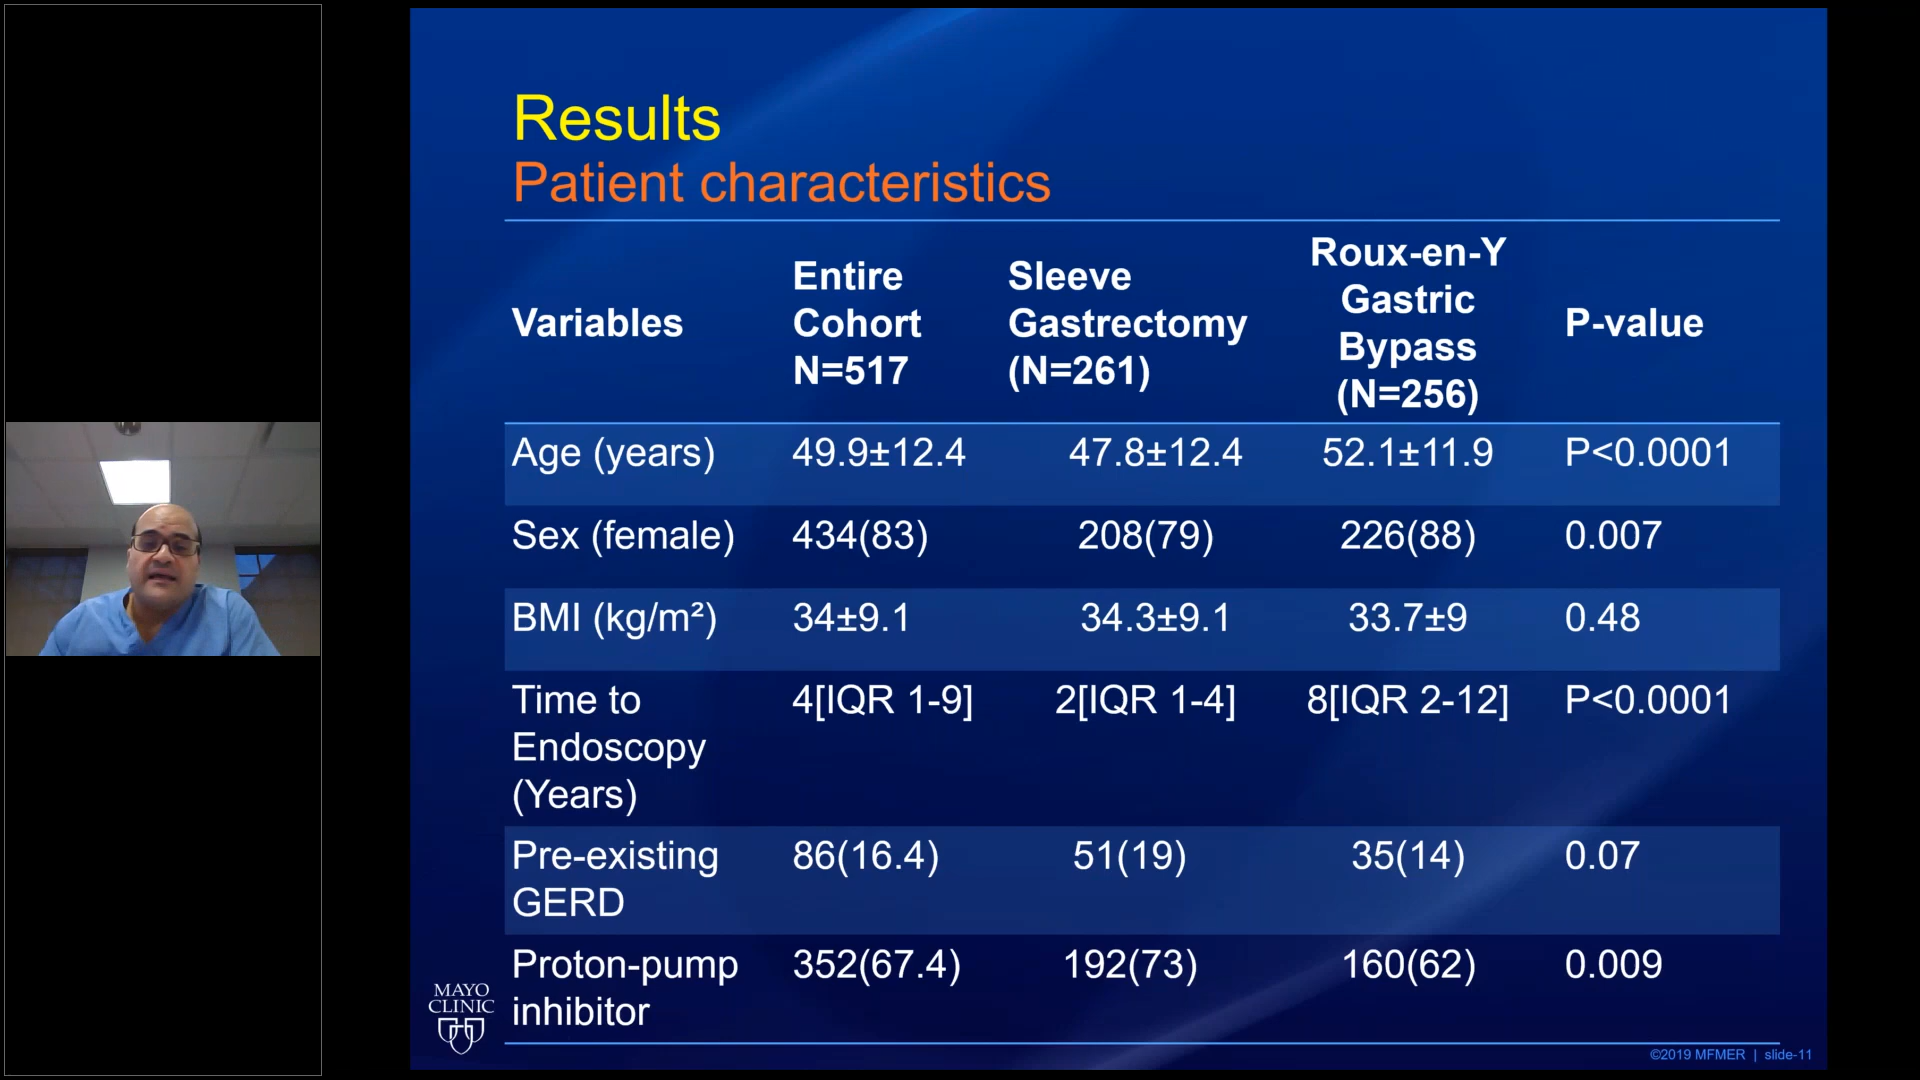 Results
Patient characteristics
Variables
Entire
Cohort
N=517
Sleeve
Gastrectomy
(N=261)
Roux-en-Y
Gastric
Bypass
(N=256)
P-value
Age (years) 49.9±12.4 47.8±12.4 52.1±11.9 P<0.0001
Sex (female) 434(83) 208(79) 226(88) 0.007
BMI (kg/m²) 34±9.1 34.3±9.1 33.7±9 0.48
Time to 4[IQR 1-9] 2[IQR 1-4] 8[IQR 2-12] P<0.0001
Endoscopy
(Years)
Pre-existing 86(16.4) 51(19) 35(14) 0.07
GERD
Proton-pump 352(67.4) 192(73) 160(62) 0.009
inhibitor
MAYO
CLINIC
©2019 MFMER | slide-11